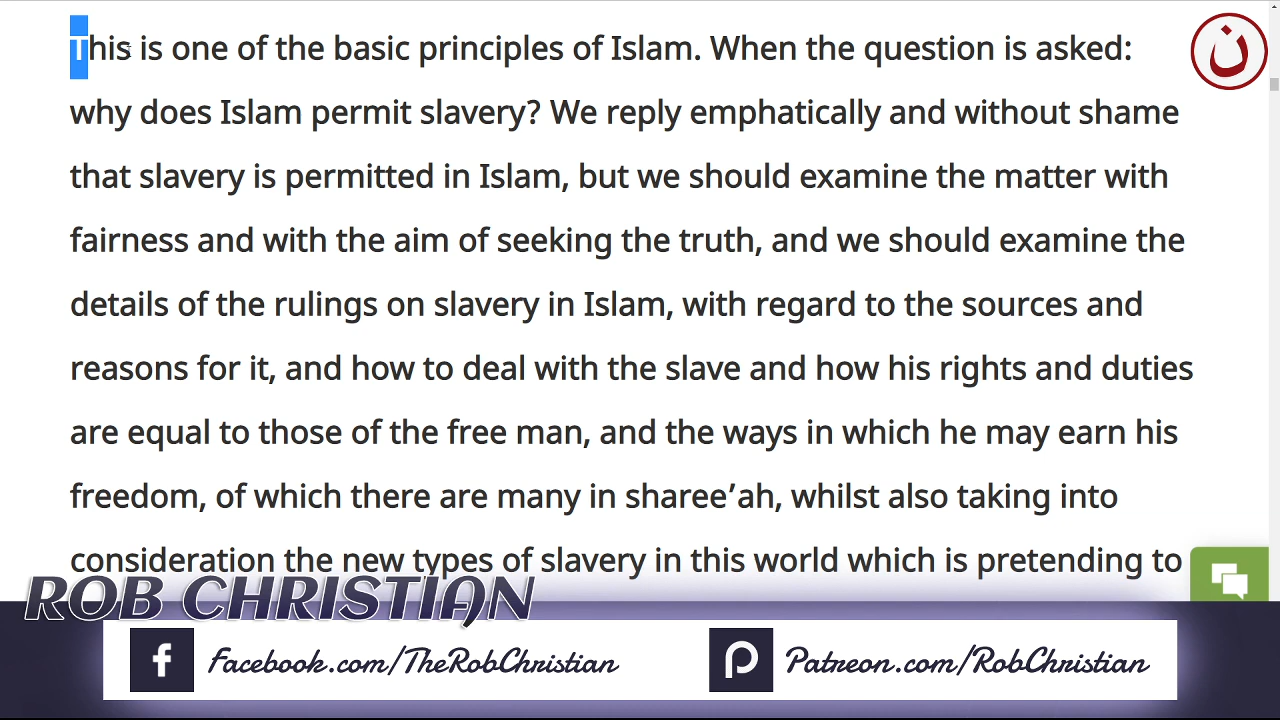 This is one of the basic principles of Islam. When the question is asked:
why does Islam permit slavery? We reply emphatically and without shame
that slavery is permitted in Islam, but we should examine the matter with
fairness and with the aim of seeking the truth, and we should examine the
details of the rulings on slavery in Islam, with regard to the sources and
reasons for it, and how to deal with the slave and how his rights and duties
are equal to those of the free man, and the ways in which he may earn his
freedom, of which there are many in sharee’ah, whilst also taking into
consideration the new types of slavery in this world which is pretending to
ن
ROB CHRISTIAN
Facebook.com/TheRobChristian
Patreon.com/RobChristian